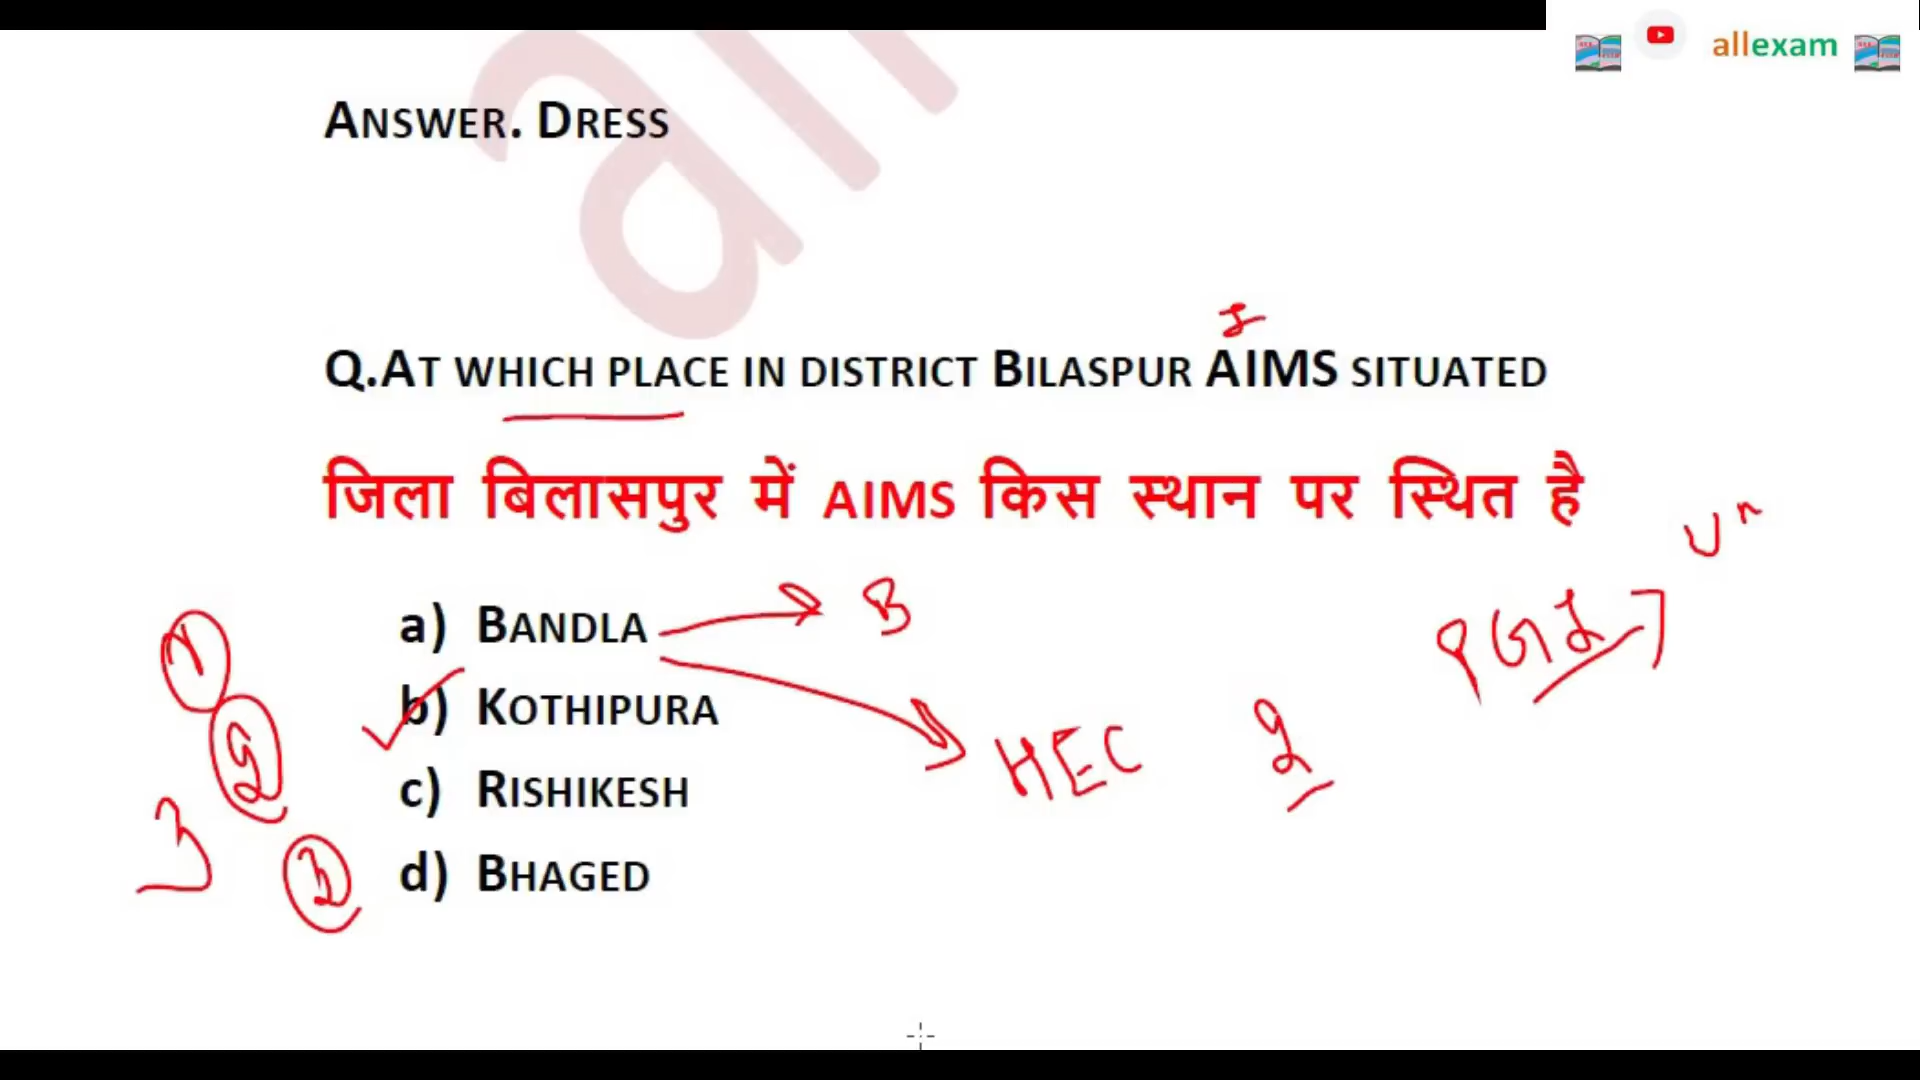 allexam
ANSWER. DRESS
I
Q.AT WHICH PLACE IN DISTRICT BILASPUR AIMS SITUATED
जिला बिलासपुर में AIMS किस स्थान पर स्थित है
a) BANDLA
B
PGI
b) KOTHIPURA
HEC
c) RISHIKESH
d) BHAGED